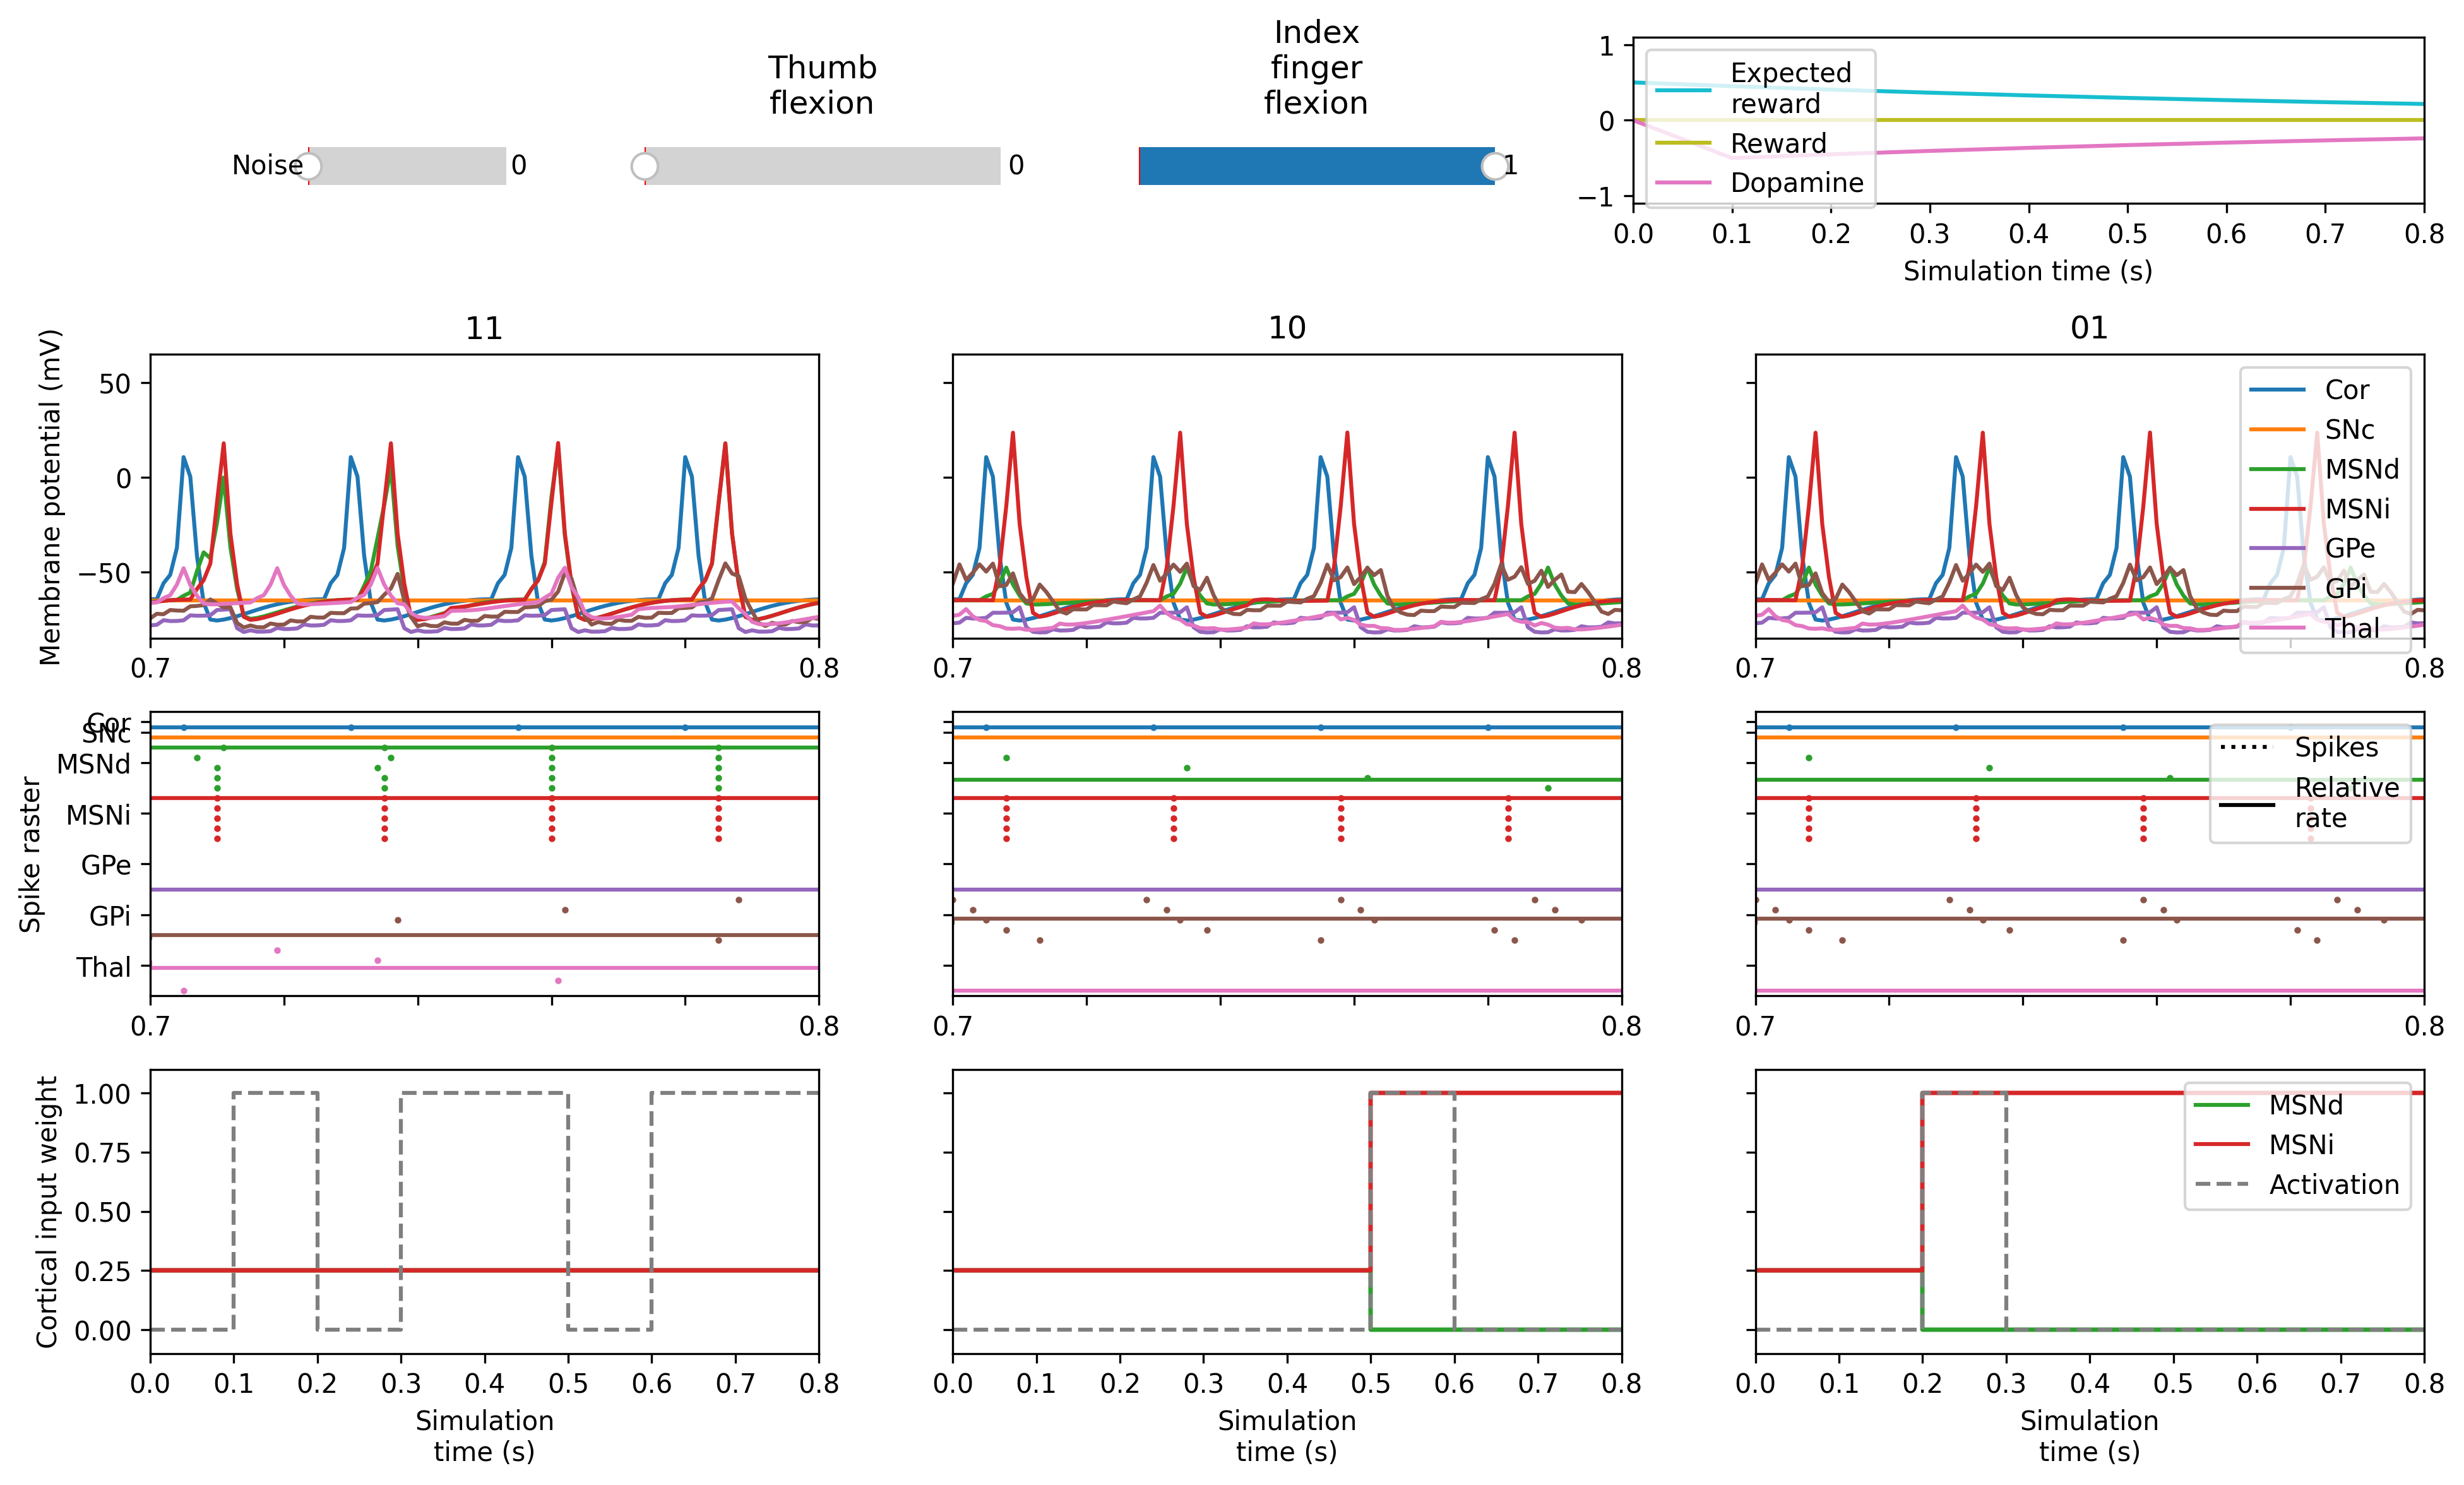 Thumb
flexion
Index
finger
flexion
Noise
0
0
1
1
0
−1
Expected
reward
Reward
Dopamine
0.0 0.1 0.2 0.3 0.4 0.5 0.6 0.7 0.8
Simulation time (s)
11
10
01
Membrane potential (mV)
50
0
−50
Cor
SNc
MSNd
MSNi
GPe
GPi
Thal
0.7 0.8
0.7 0.8
0.7 0.8
Spike raster
Cor
SNc
MSNd
MSNi
GPe
GPi
Thal
Spikes
Relative
rate
0.7 0.8
0.7 0.8
0.7 0.8
Cortical input weight
1.00
0.75
0.50
0.25
0.00
MSNd
MSNi
Activation
0.0 0.1 0.2 0.3 0.4 0.5 0.6 0.7 0.8
0.0 0.1 0.2 0.3 0.4 0.5 0.6 0.7 0.8
0.0 0.1 0.2 0.3 0.4 0.5 0.6 0.7 0.8
Simulation
time (s)
Simulation
time (s)
Simulation
time (s)